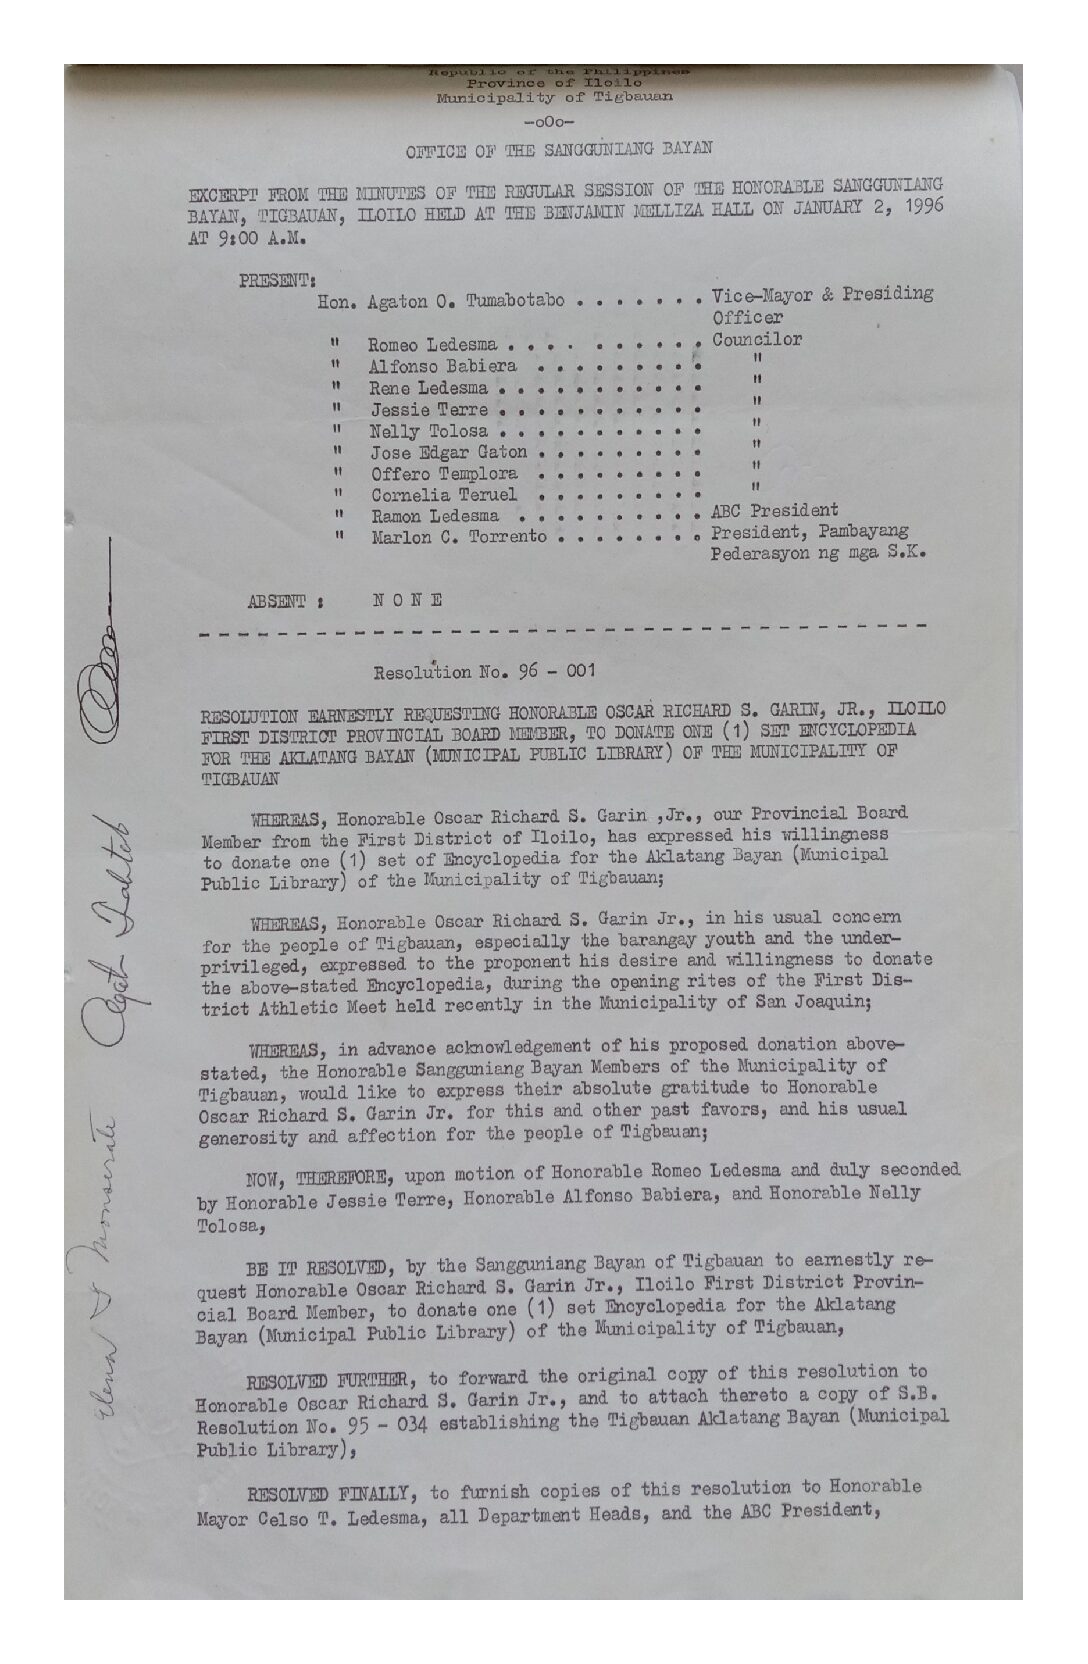 Republic of the Philippines
Province of Iloilo
Municipality of Tigbauan
-oOo-
OFFICE OF THE SANGGUNIANG BAYAN
EXCERPT FROM THE MINUTES OF THE REGULAR SESSION OF THE HONORABLE SANGGUNIANG
BAYAN, TIGBAUAN, ILOILO HELD AT THE BENJAMIN MELLIZA HALL ON JANUARY 2, 1996
AT 9:00 A.M.
PRESENT:
Hon. Agaton O. Tumabotabo . . . . . . . Vice-Mayor & Presiding
Officer
" Romeo Ledesma . . . . . . . . . . Councilor
" Alfonso Babiera . . . . . . . . . "
" Rene Ledesma . . . . . . . . . . . "
" Jessie Terre . . . . . . . . . . . "
" Nelly Tolosa . . . . . . . . . . . "
" Jose Edgar Gaton . . . . . . . . . "
" Offero Templora . . . . . . . . . "
" Cornelia Teruel . . . . . . . . . "
" Ramon Ledesma . . . . . . . . . . ABC President
" Marlon C. Torrento . . . . . . . . President, Pambayang
Pederasyon ng mga S.K.
ABSENT : N O N E
- - - - - - - - - - - - - - - - - - - - - - - - - - - - - - - - - - - - - -
Resolution No. 96 - 001
RESOLUTION EARNESTLY REQUESTING HONORABLE OSCAR RICHARD S. GARIN, JR., ILOILO
FIRST DISTRICT PROVINCIAL BOARD MEMBER, TO DONATE ONE (1) SET ENCYCLOPEDIA
FOR THE AKLATANG BAYAN (MUNICIPAL PUBLIC LIBRARY) OF THE MUNICIPALITY OF
TIGBAUAN
WHEREAS, Honorable Oscar Richard S. Garin ,Jr., our Provincial Board
Member from the First District of Iloilo, has expressed his willingness
to donate one (1) set of Encyclopedia for the Aklatang Bayan (Municipal
Public Library) of the Municipality of Tigbauan;
WHEREAS, Honorable Oscar Richard S. Garin Jr., in his usual concern
for the people of Tigbauan, especially the barangay youth and the under-
privileged, expressed to the proponent his desire and willingness to donate
the above-stated Encyclopedia, during the opening rites of the First Dis-
trict Athletic Meet held recently in the Municipality of San Joaquin;
WHEREAS, in advance acknowledgement of his proposed donation above-
stated, the Honorable Sangguniang Bayan Members of the Municipality of
Tigbauan, would like to express their absolute gratitude to Honorable
Oscar Richard S. Garin Jr. for this and other past favors, and his usual
generosity and affection for the people of Tigbauan;
NOW, THEREFORE, upon motion of Honorable Romeo Ledesma and duly seconded
by Honorable Jessie Terre, Honorable Alfonso Babiera, and Honorable Nelly
Tolosa,
BE IT RESOLVED, by the Sangguniang Bayan of Tigbauan to earnestly re-
quest Honorable Oscar Richard S. Garin Jr., Iloilo First District Provin-
cial Board Member, to donate one (1) set Encyclopedia for the Aklatang
Bayan (Municipal Public Library) of the Municipality of Tigbauan,
RESOLVED FURTHER, to forward the original copy of this resolution to
Honorable Oscar Richard S. Garin Jr., and to attach thereto a copy of S.B.
Resolution No. 95 - 034 establishing the Tigbauan Aklatang Bayan (Municipal
Public Library),
RESOLVED FINALLY, to furnish copies of this resolution to Honorable
Mayor Celso T. Ledesma, all Department Heads, and the ABC President,